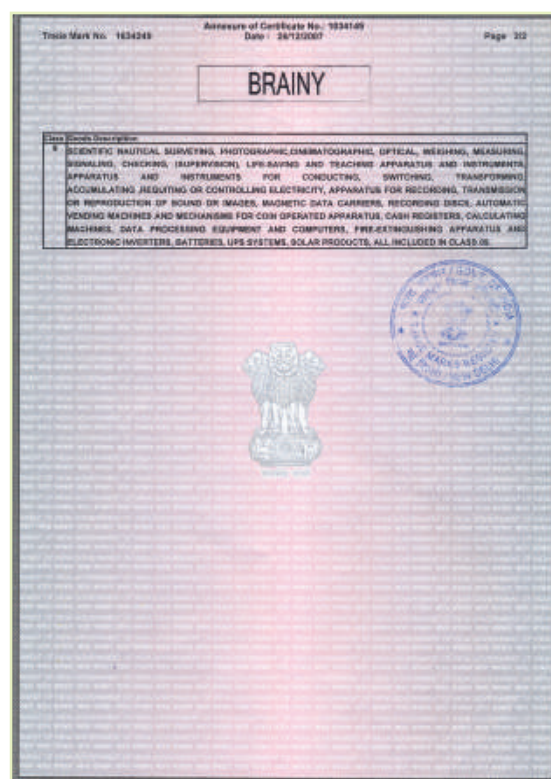 Annexure of Certificate No. 1034149
Trade Mark No. 1634249 Date : 26/12/2007 Page 2/2
BRAINY
Class Goods Description
9 SCIENTIFIC NAUTICAL SURVEYING, PHOTOGRAPHIC,CINEMATOGRAPHIC, OPTICAL, WEIGHING, MEASURING,
SIGNALING, CHECKING, (SUPERVISION), LIFE-SAVING AND TEACHING APPARATUS AND INSTRUMENTS,
APPARATUS AND INSTRUMENTS FOR CONDUCTING, SWITCHING, TRANSFORMING,
ACCUMULATING ,REQUITING OR CONTROLLING ELECTRICITY, APPARATUS FOR RECORDING, TRANSMISSION
OR REPRODUCTION OF SOUND OR IMAGES, MAGNETIC DATA CARRIERS, RECORDING DISCS, AUTOMATIC
VENDING MACHINES AND MECHANISMS FOR COIN OPERATED APPARATUS, CASH REGISTERS, CALCULATING
MACHINES, DATA PROCESSING EQUIPMENT AND COMPUTERS, FIRE-EXTINGUISHING APPARATUS AND
ELECTRONIC INVERTERS, BATTERIES, UPS SYSTEMS, SOLAR PRODUCTS, ALL INCLUDED IN CLASS 09.